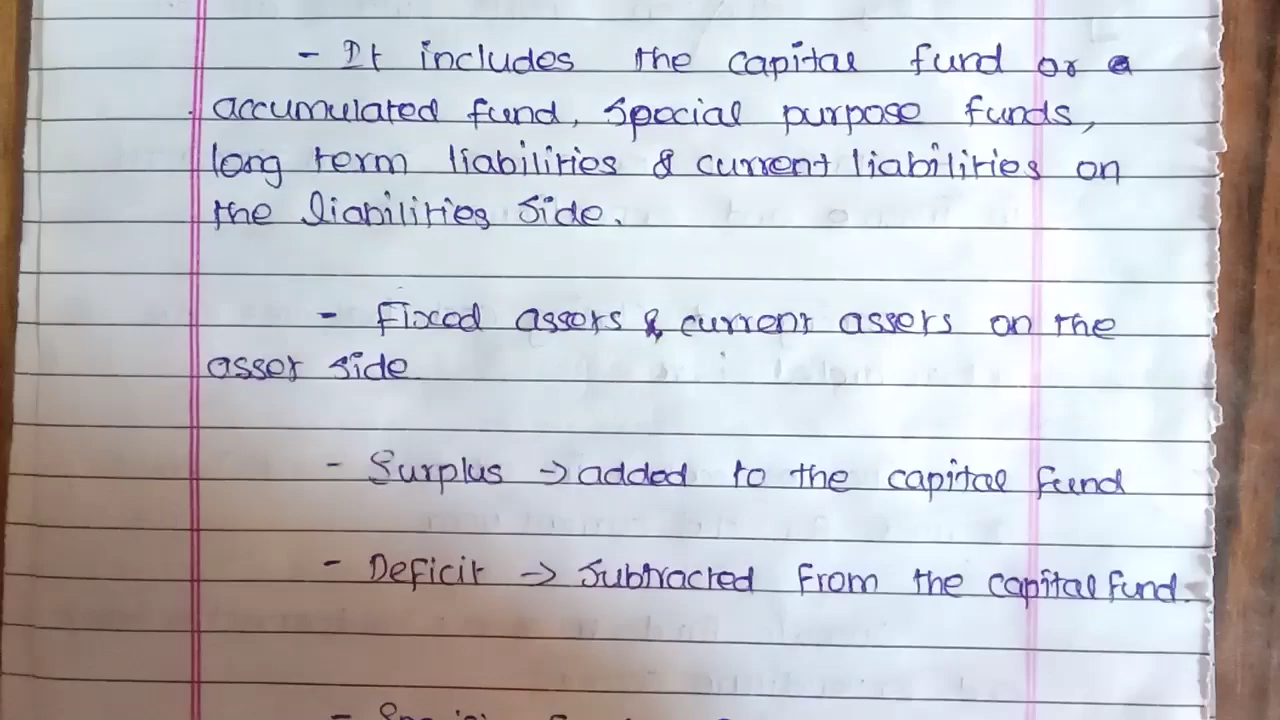 - It includes the capital fund or a
accumulated fund, special purpose funds,
long term liabilities & current liabilities on
the liabilities side.
- Fixed assets & current assets on the
asset side
- Surplus → added to the capital fund
- Deficit → Subtracted from the capital fund